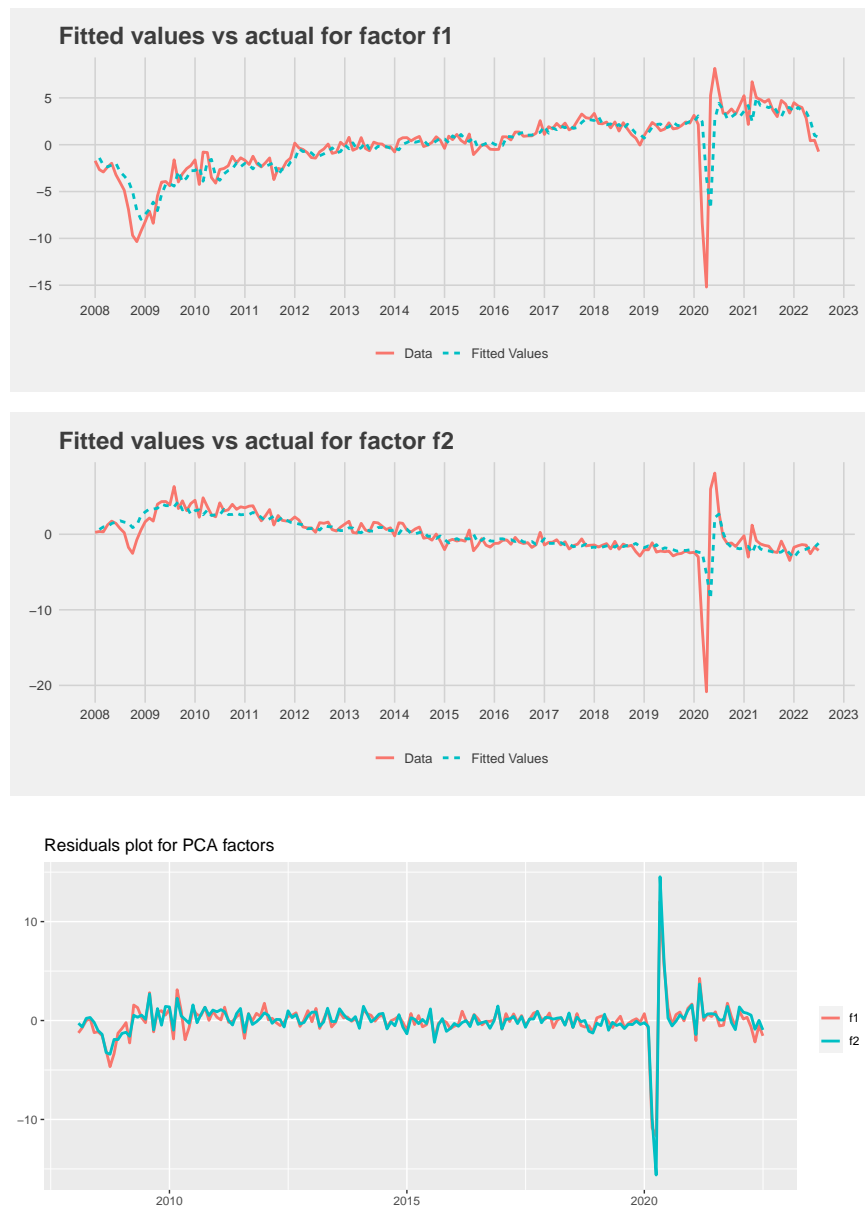 Fitted values vs actual for factor f1
5
0
−5
−10
−15
2008 2009 2010 2011 2012 2013 2014 2015 2016 2017 2018 2019 2020 2021 2022 2023
Data Fitted Values
Fitted values vs actual for factor f2
0
−10
−20
2008 2009 2010 2011 2012 2013 2014 2015 2016 2017 2018 2019 2020 2021 2022 2023
Data Fitted Values
Residuals plot for PCA factors
10
0
−10
2010 2015 2020
f1
f2